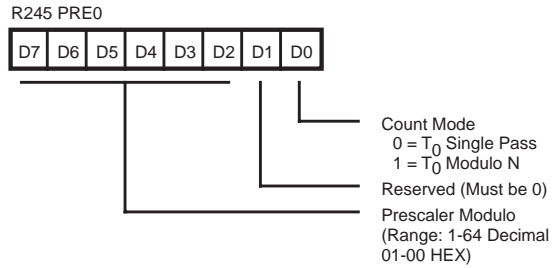 R245 PRE0
D7 D6 D5 D4 D3 D2 D1 D0
Count Mode
0 = T0 Single Pass
1 = T0 Modulo N
Reserved (Must be 0)
Prescaler Modulo
(Range: 1-64 Decimal
01-00 HEX)